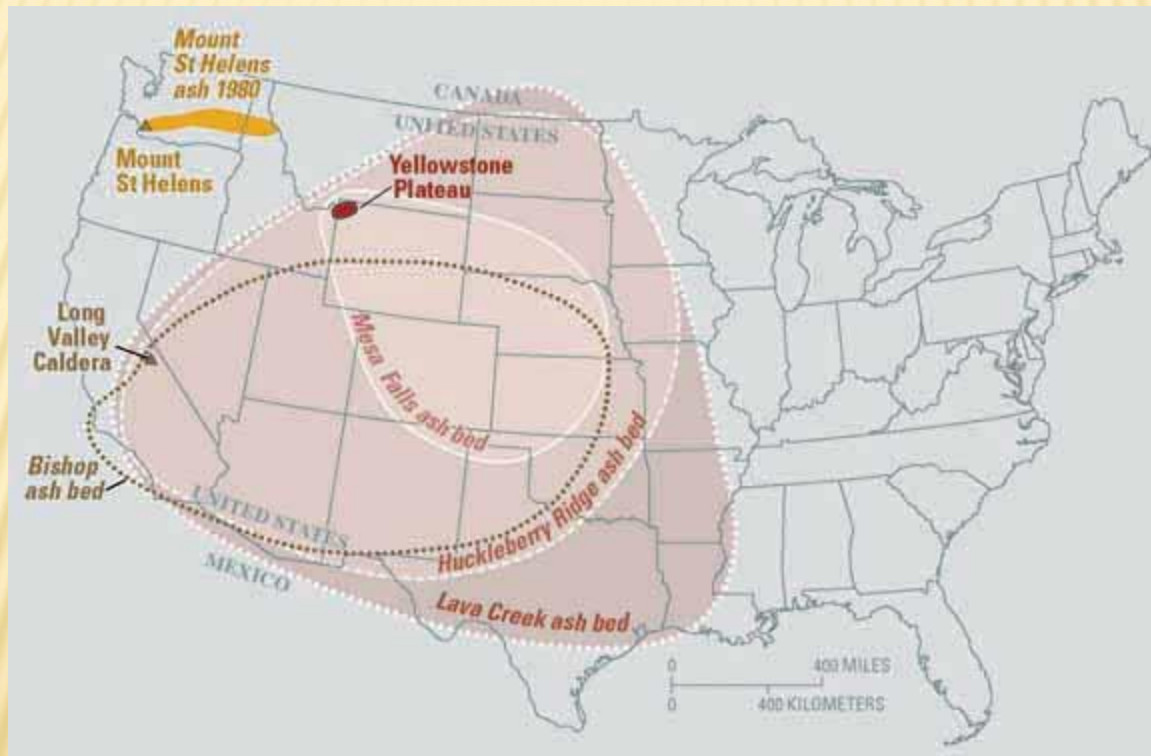 Mount
St Helens
ash 1980
CANADA
UNITED STATES
Mount
St Helens
Yellowstone
Plateau
Long
Valley
Caldera
Mesa Falls ash bed
Bishop
ash bed
UNITED STATES
MEXICO
Huckleberry Ridge ash bed
Lava Creek ash bed
0 400 MILES
0 400 KILOMETERS